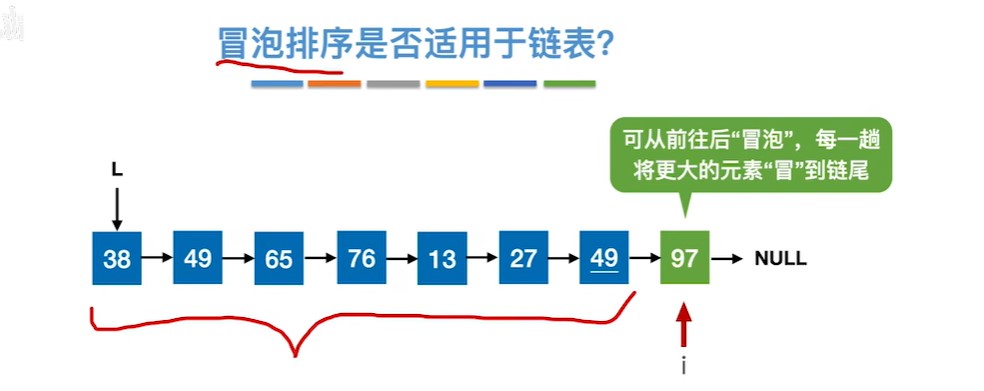 冒泡排序是否适用于链表？
可从前往后“冒泡”，每一趟
将更大的元素“冒”到链尾
L
38 49 65 76 13 27 49 97 NULL
i